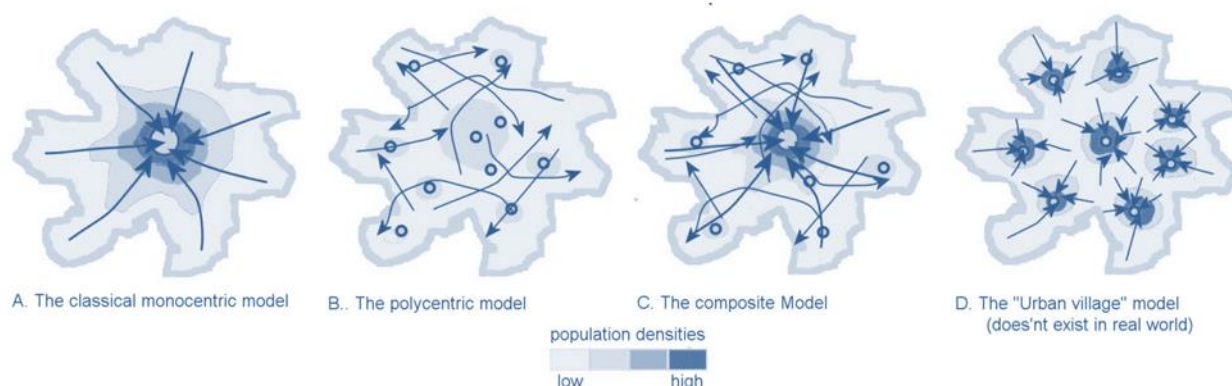 A. The classical monocentric model
B.. The polycentric model
C. The composite Model
D. The "Urban village" model
(does'nt exist in real world)
population densities
low high